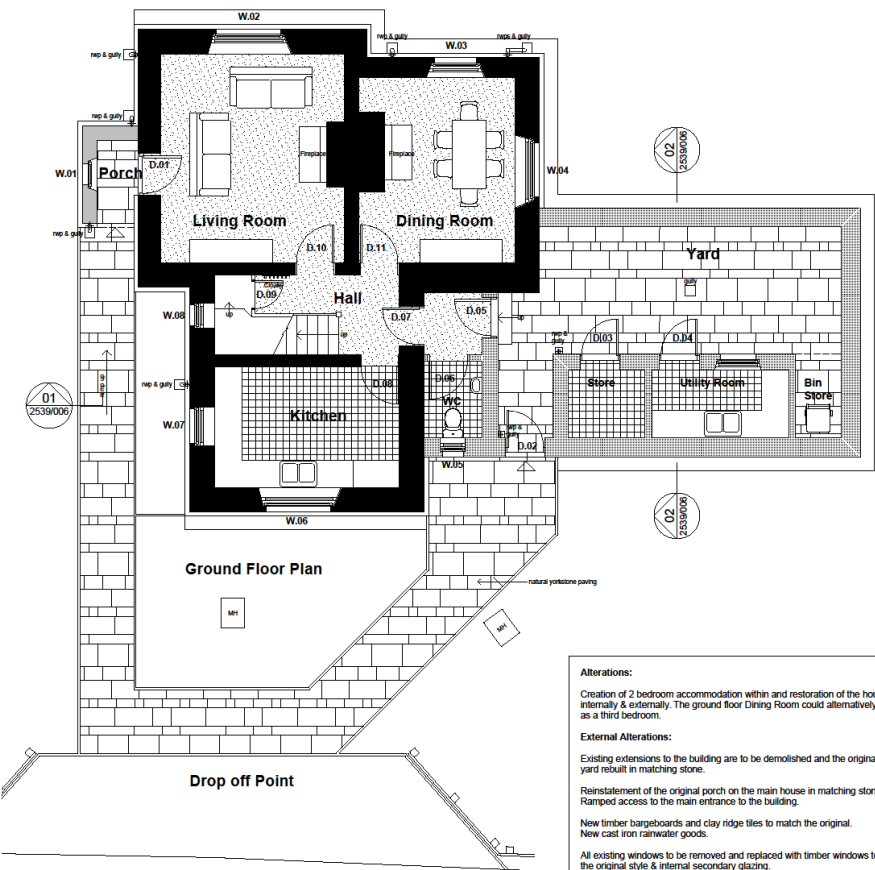 W.02
rwp & gully
rwps & gully
W.03
rwp & gully
rwp & gully
02
2539/006
W.01
Porch
D.01
Fireplace
Fireplace
W.04
Living Room
Dining Room
rwp & gully
D.10
D.11
Yard
gully
D.09
Hall
W.08
up
D.07
D.05
up
up
rwp &
gully
D.03
D.04
ramp up
rwp & gully
D.08
D.06
Store
Utility Room
Bin
Store
01
2539/006
WC
Kitchen
W.07
rwp &
gully
D.02
W.05
02
2539/006
W.06
Ground Floor Plan
natural yorkstone paving
MH
MH
Alterations:
Creation of 2 bedroom accommodation within and restoration of the hou
internally & externally. The ground floor Dining Room could alternatively
as a third bedroom.
External Alterations:
Existing extensions to the building are to be demolished and the origina
yard rebuilt in matching stone.
Reinstatement of the original porch on the main house in matching ston
Ramped access to the main entrance to the building.
New timber bargeboards and clay ridge tiles to match the original.
New cast iron rainwater goods.
All existing windows to be removed and replaced with timber windows to
the original style & internal secondary glazing.
Drop off Point